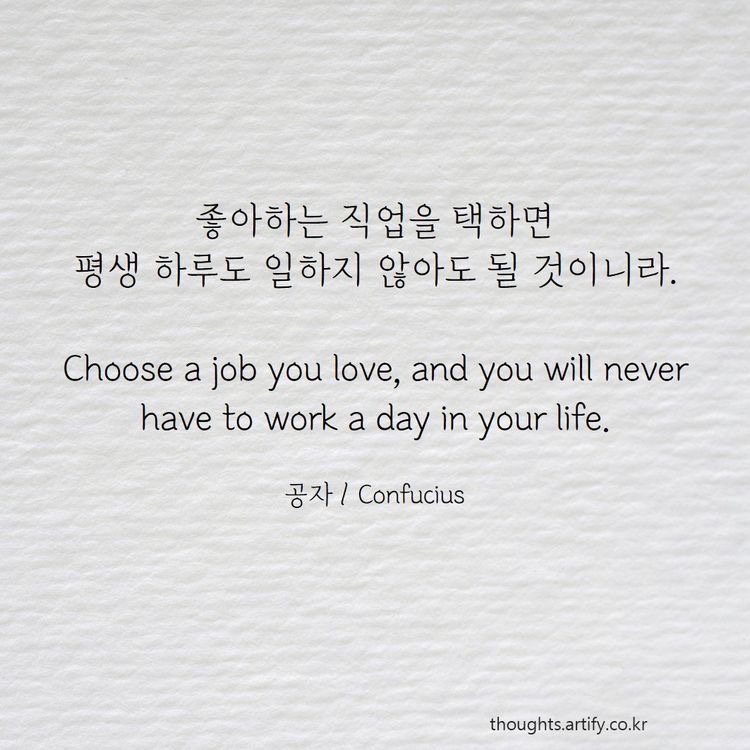 좋아하는 직업을 택하면
평생 하루도 일하지 않아도 될 것이니라.
Choose a job you love, and you will never
have to work a day in your life.
공자 / Confucius
thoughts.artify.co.kr